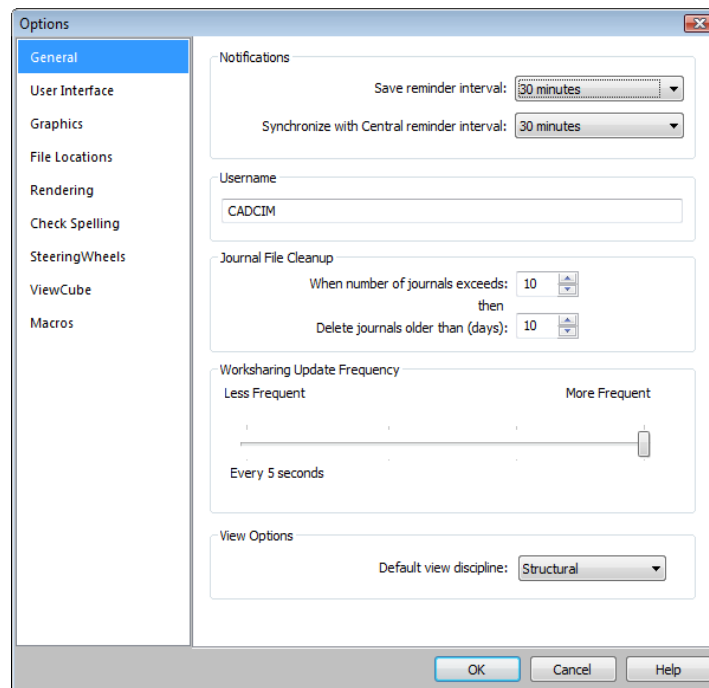 Options
General
User Interface
Graphics
File Locations
Rendering
Check Spelling
SteeringWheels
ViewCube
Macros
Notifications
Save reminder interval: 30 minutes
Synchronize with Central reminder interval: 30 minutes
Username
CADCIM
Journal File Cleanup
When number of journals exceeds: 10
then
Delete journals older than (days): 10
Worksharing Update Frequency
Less Frequent More Frequent
Every 5 seconds
View Options
Default view discipline: Structural
OK Cancel Help